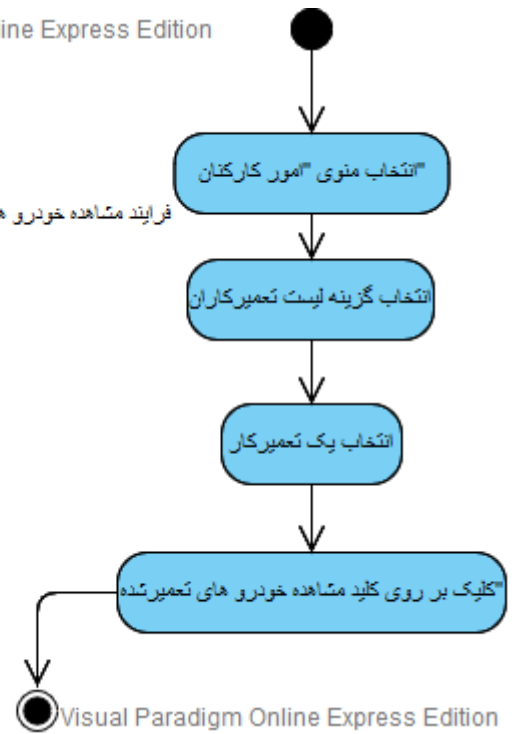 line Express Edition
انتخاب منوی "امور کارکنان"
فرایند مشاهده خودرو
انتخاب گزینه لیست تعمیرکاران
انتخاب یک تعمیرکار
کلیک بر روی کلید مشاهده خودرو های تعمیرشده"
Visual Paradigm Online Express Edition